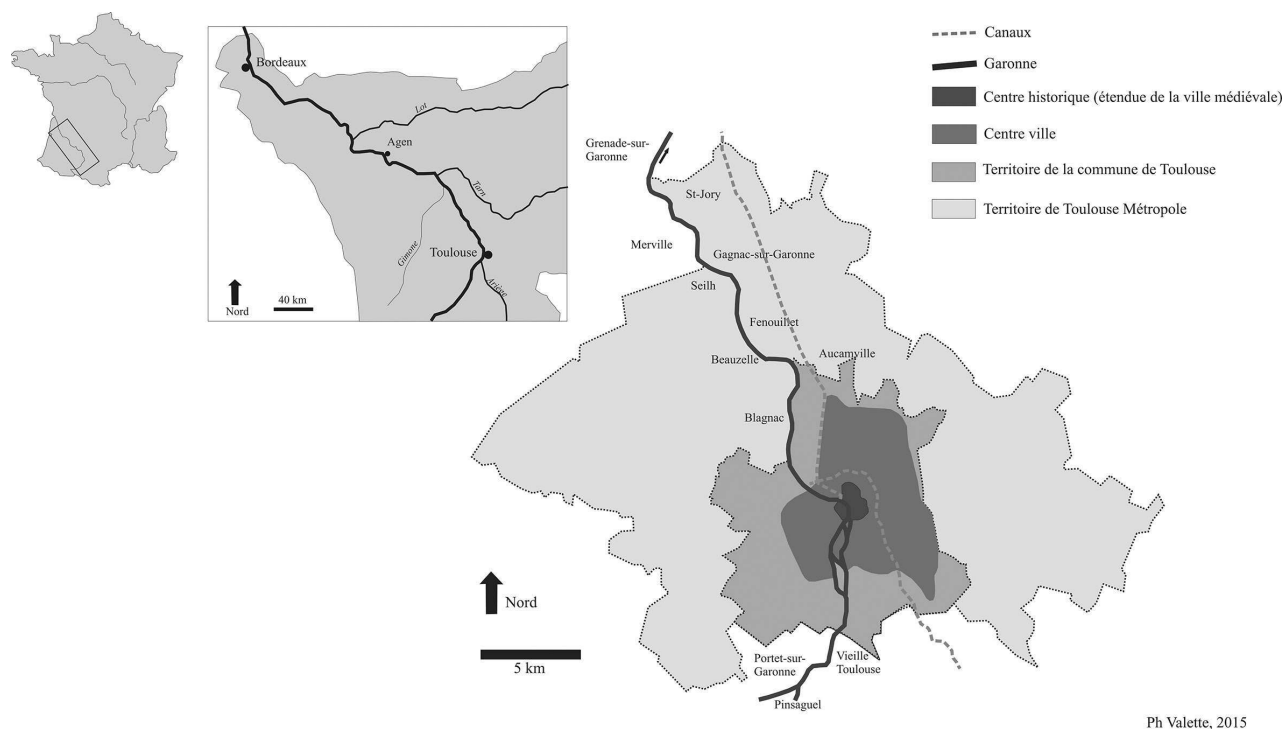 Bordeaux
Lot
Agen
Tarn
Gimone
Toulouse
Ariège
Nord
40 km
Canaux
Garonne
Centre historique (étendue de la ville médiévale)
Centre ville
Territoire de la commune de Toulouse
Territoire de Toulouse Métropole
Grenade-sur-
Garonne
St-Jory
Merville
Gagnac-sur-Garonne
Seilh
Fenouillet
Beauzelle
Aucamville
Blagnac
Nord
5 km
Portet-sur-
Garonne
Vieille
Toulouse
Pinsaguel
Ph Valette, 2015